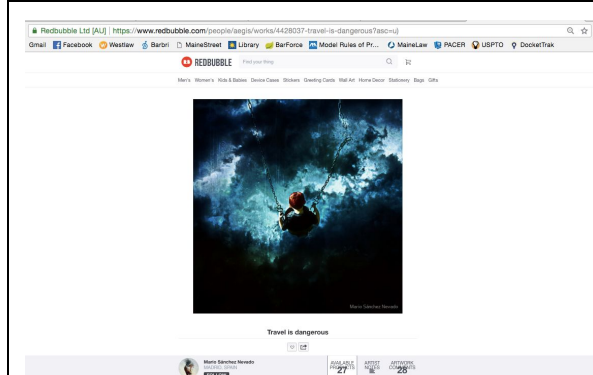 Redbubble Ltd [AU] | https://www.redbubble.com/people/aegis/works/4428037-travel-is-dangerous?asc=u)
Gmail Facebook Westlaw Barbri MaineStreet Library BarForce Model Rules of Pr... MaineLaw PACER USPTO DocketTrak
REDBUBBLE Find your thing
Men's Women's Kids & Babies Device Cases Stickers Greeting Cards Wall Art Home Decor Stationery Bags Gifts
Mario Sánchez Nevado
Travel is dangerous
Mario Sánchez Nevado
MADRID, SPAIN
AVAILABLE PRODUCTS
27
ARTIST NOTES
ARTWORK COMMENTS
28